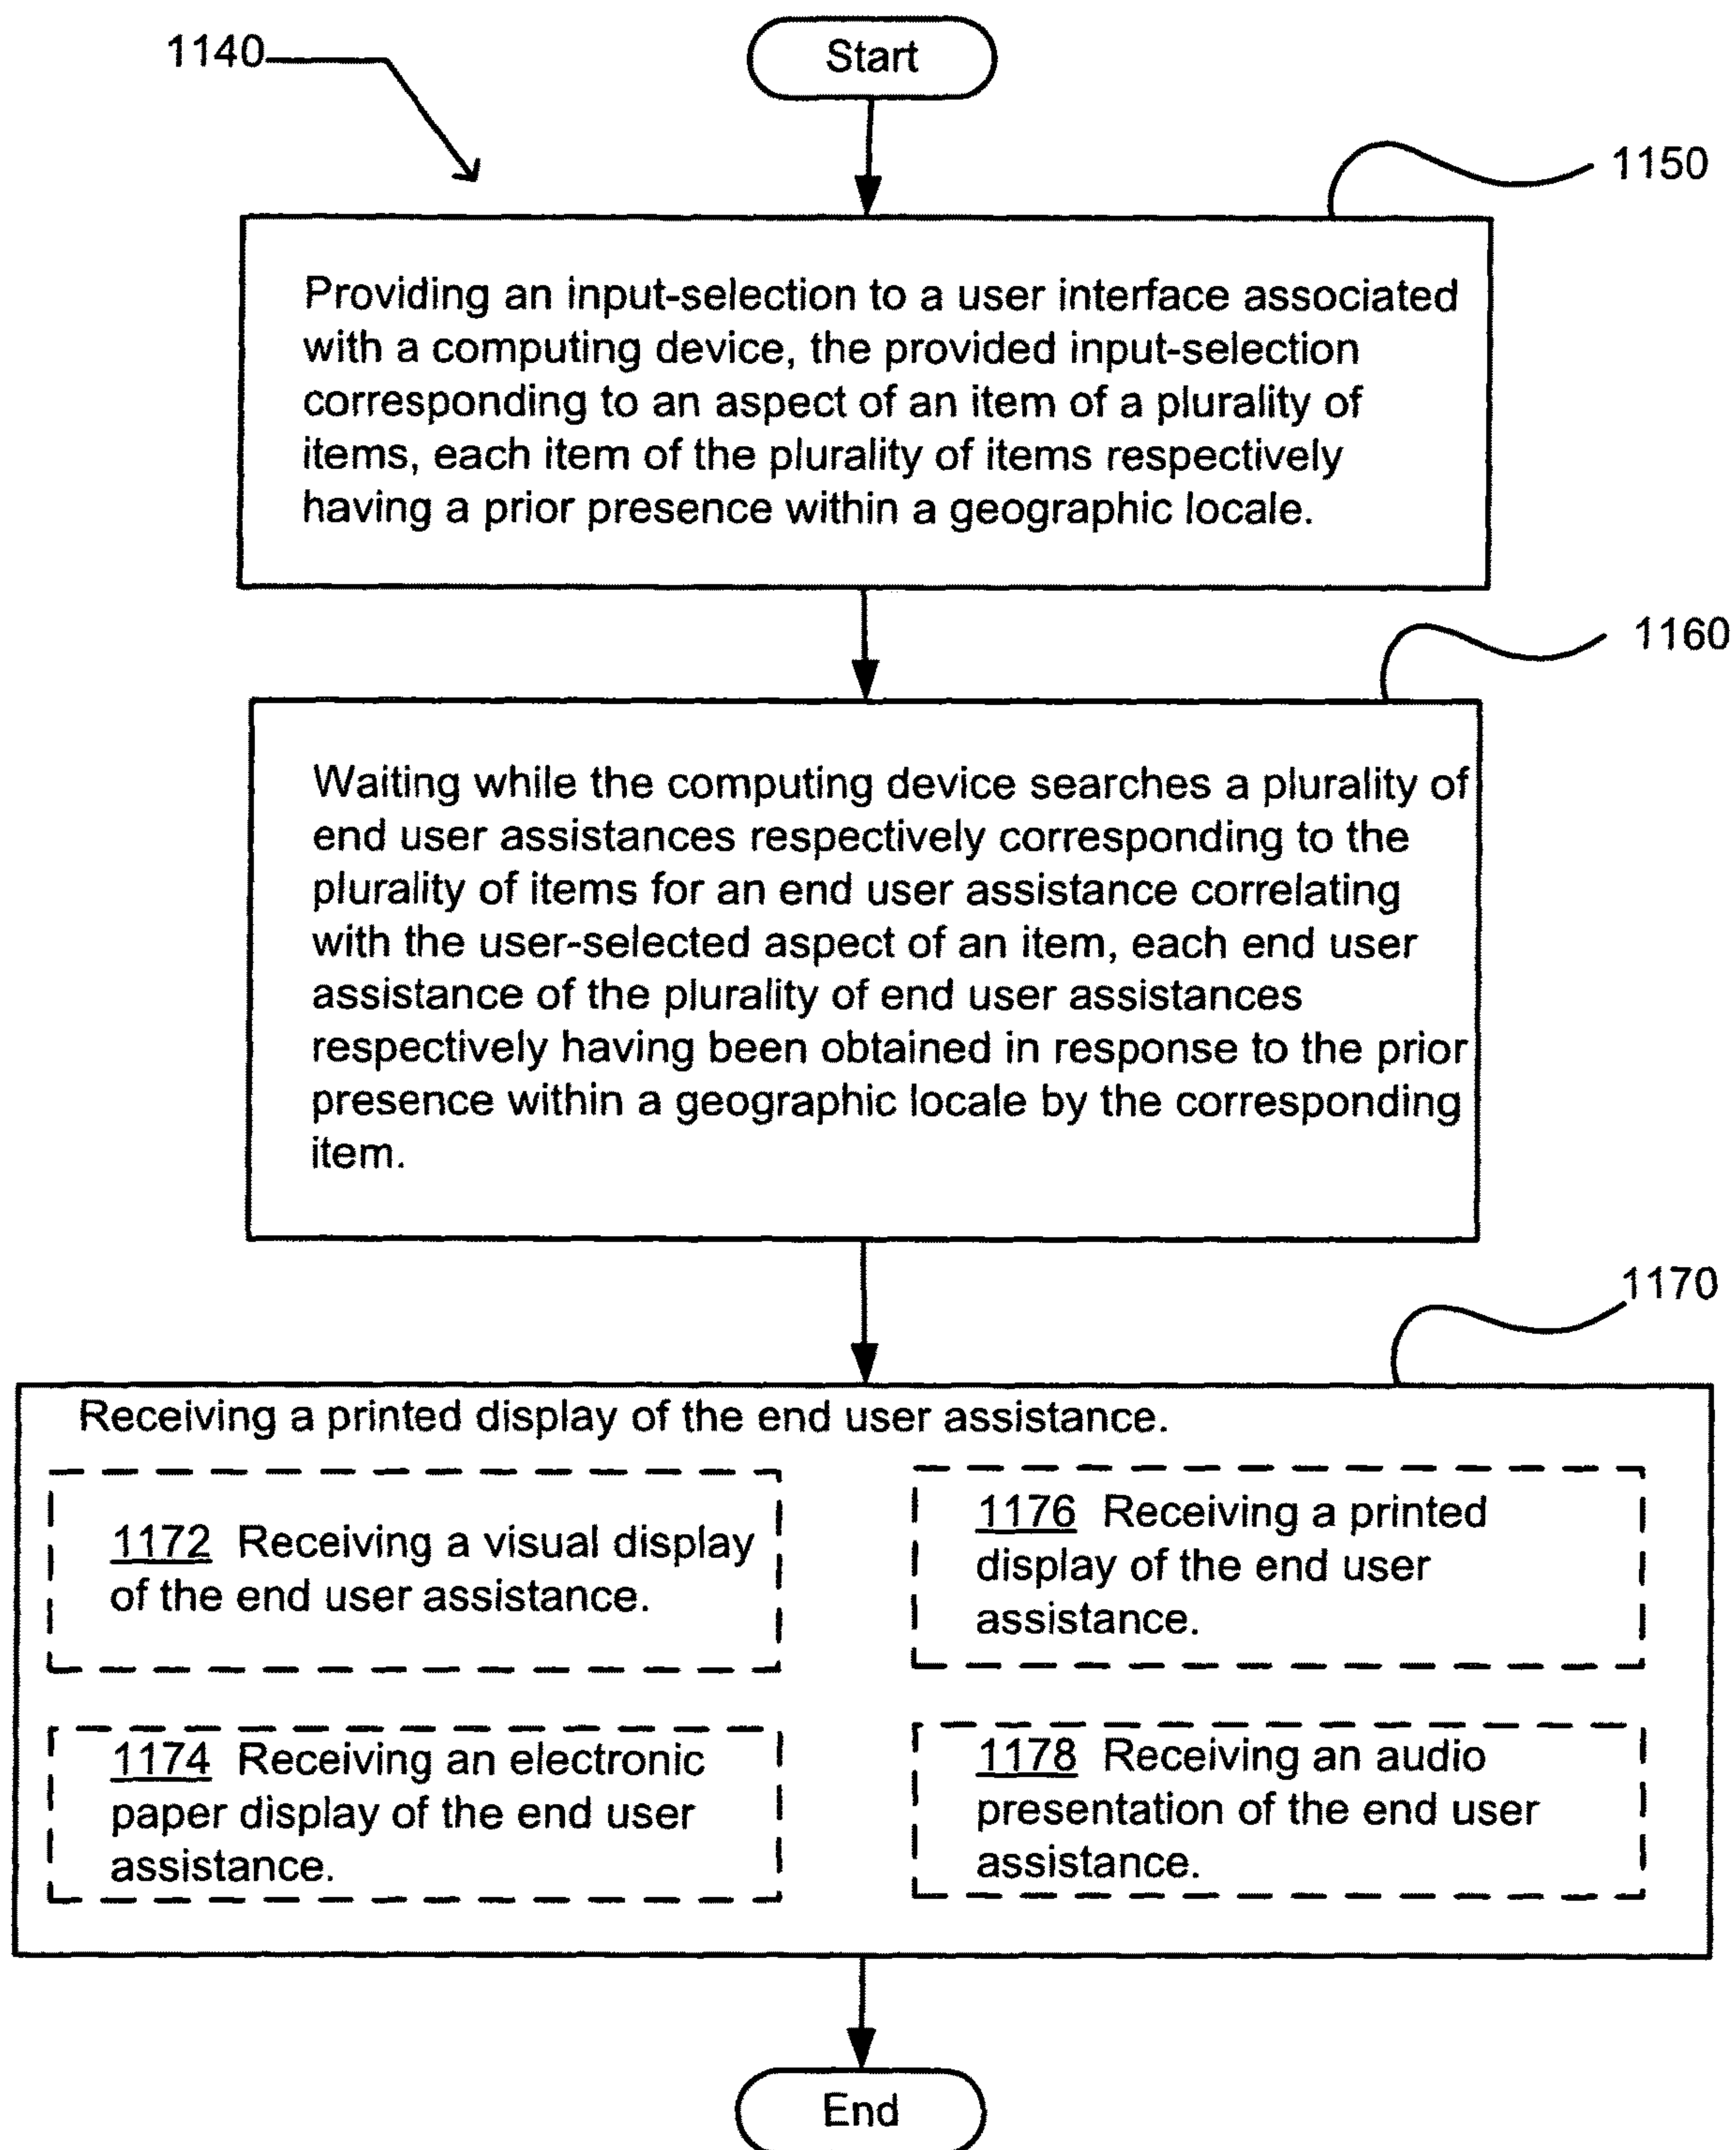 1140
Start
1150
Providing an input-selection to a user interface associated
with a computing device, the provided input-selection
corresponding to an aspect of an item of a plurality of
items, each item of the plurality of items respectively
having a prior presence within a geographic locale.
1160
Waiting while the computing device searches a plurality of
end user assistances respectively corresponding to the
plurality of items for an end user assistance correlating
with the user-selected aspect of an item, each end user
assistance of the plurality of end user assistances
respectively having been obtained in response to the prior
presence within a geographic locale by the corresponding
item.
1170
Receiving a printed display of the end user assistance.
1172 Receiving a visual display
of the end user assistance.
1176 Receiving a printed
display of the end user
assistance.
1174 Receiving an electronic
paper display of the end user
assistance.
1178 Receiving an audio
presentation of the end user
assistance.
End